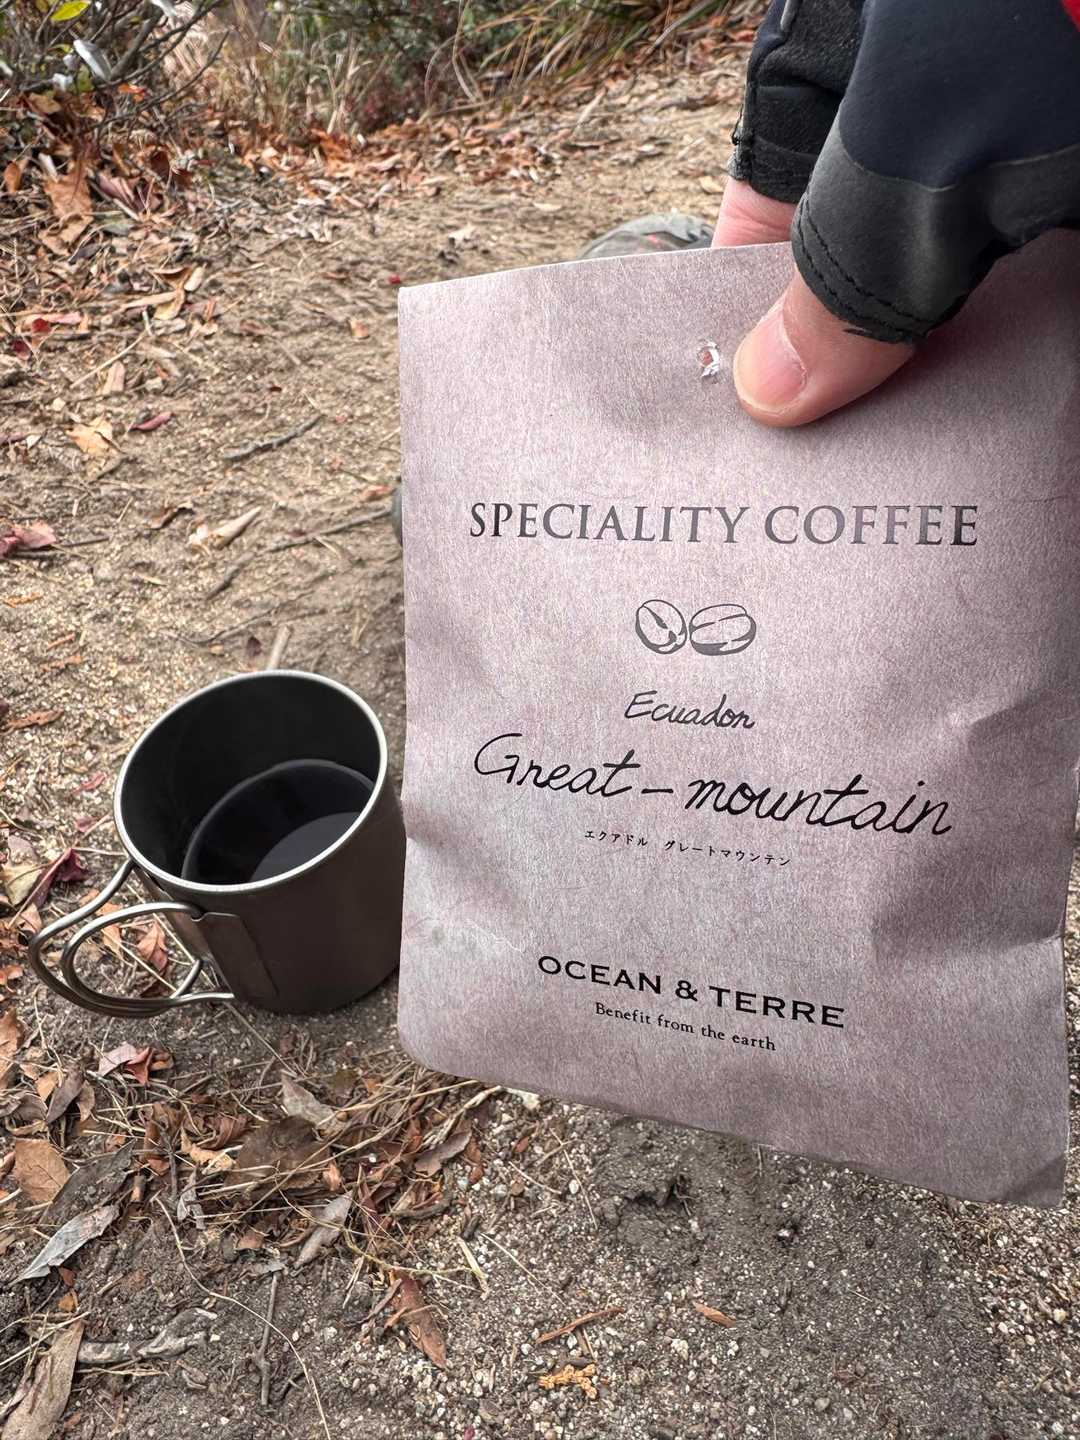 SPECIALITY COFFEE
Ecuador
Great-mountain
エクアドル グレートマウンテン
OCEAN & TERRE
Benefit from the earth